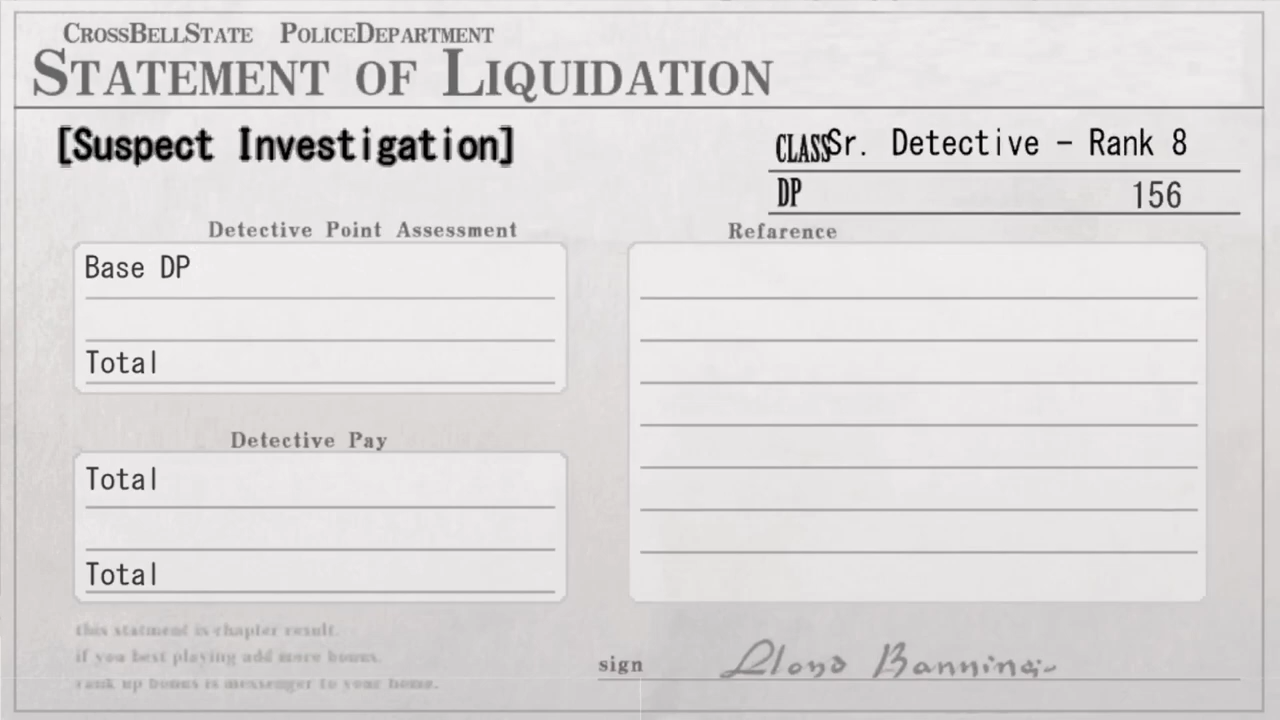 CROSSBELLSTATE POLICEDEPARTMENT
STATEMENT OF LIQUIDATION
[Suspect Investigation]
CLASS Sr. Detective - Rank 8
DP 156
Detective Point Assessment
Base DP
Total
Detective Pay
Total
Total
Refarence
this statment is chapter result.
if you best playing add more bonus.
rank up bonus is messenger to your home.
sign Lloyd Banning